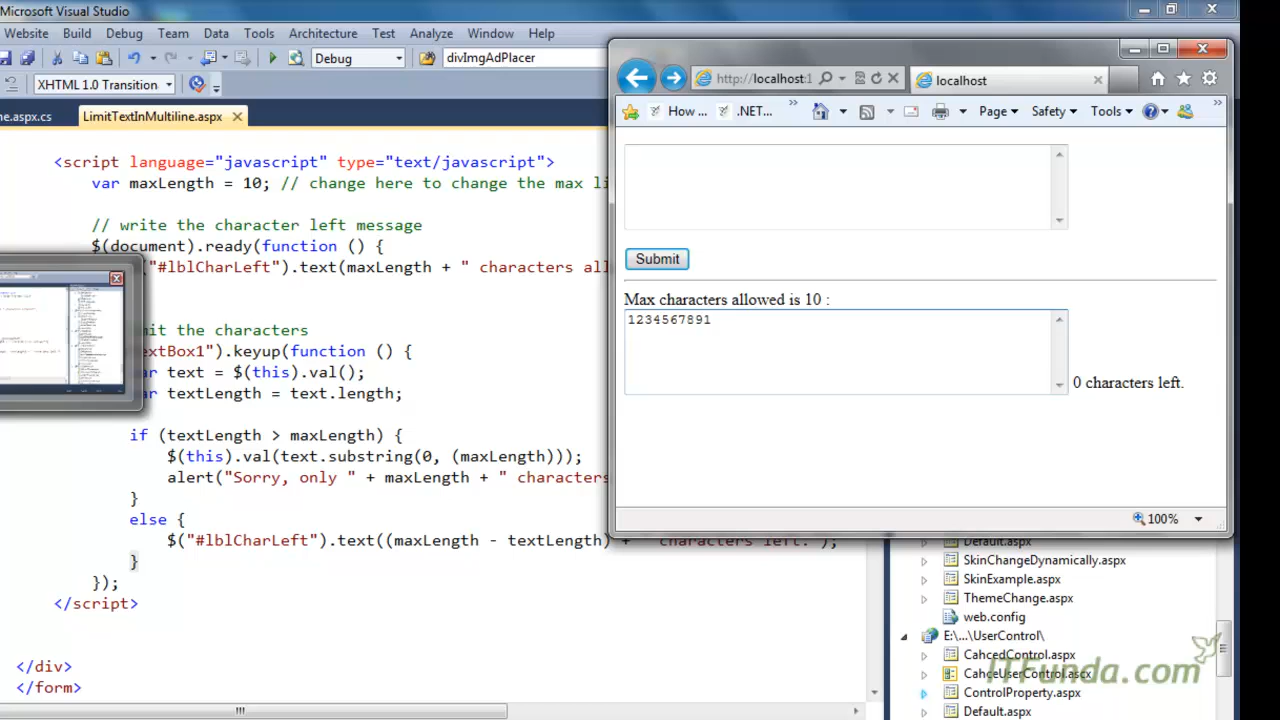 Microsoft Visual Studio
Website Build Debug Team Data Tools Architecture Test Analyze Window Help
Debug divImgAdPlacer
XHTML 1.0 Transition
ne.aspx.cs LimitTextInMultiline.aspx
<script language="javascript" type="text/javascript">
var maxLength = 10; // change here to change the max li
// write the character left message
$(document).ready(function () {
("#lblCharLeft").text(maxLength + " characters all
mit the characters
extBox1").keyup(function () {
ar text = $(this).val();
ar textLength = text.length;
if (textLength > maxLength) {
$(this).val(text.substring(0, (maxLength)));
alert("Sorry, only " + maxLength + " characters
}
else {
$("#lblCharLeft").text((maxLength - textLength) + " characters left. );
}
});
</script>
</div>
</form>
http://localhost:1 localhost
How ... .NET... Page Safety Tools
Submit
Max characters allowed is 10 :
1234567891
0 characters left.
100%
Default.aspx
SkinChangeDynamically.aspx
SkinExample.aspx
ThemeChange.aspx
web.config
E:\...\UserControl\
CahcedControl.aspx
CahceUserControl.ascx
ControlProperty.aspx
Default.aspx
ITFunda.com